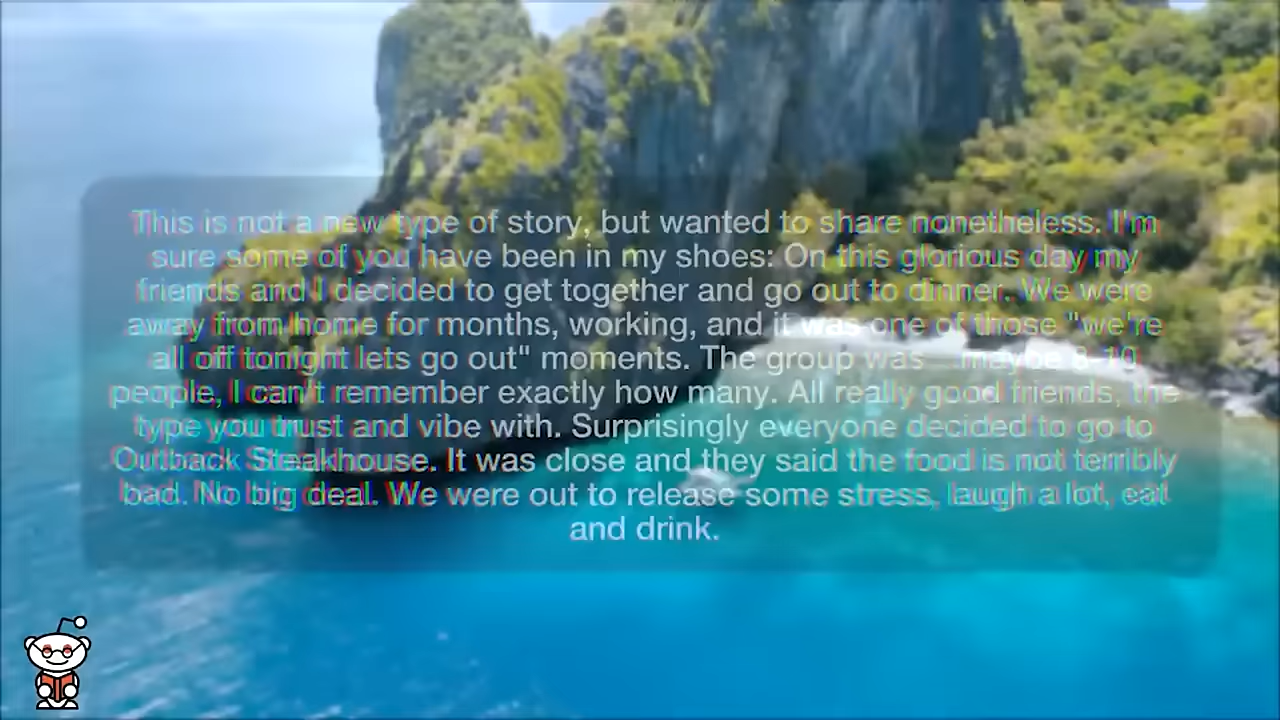 This is not a new type of story, but wanted to share nonetheless. I'm
sure some of you have been in my shoes: On this glorious day my
friends and I decided to get together and go out to dinner. We were
away from home for months, working, and it was one of those "we're
all off tonight lets go out" moments. The group was ...maybe 8-10
people, I can't remember exactly how many. All really good friends, the
type you trust and vibe with. Surprisingly everyone decided to go to
Outback Steakhouse. It was close and they said the food is not terribly
bad. No big deal. We were out to release some stress, laugh a lot, eat
and drink.